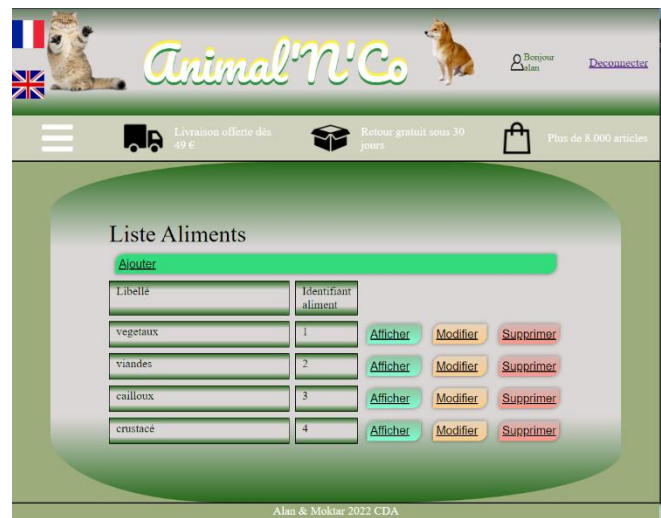 Animal'N'Co
Bonjour
alan
Deconnecter
Livraison offerte dès
49 €
Retour gratuit sous 30
jours
Plus de 8.000 articles
Liste Aliments
Ajouter
Libellé
Identifiant
aliment
vegetaux 1 Afficher Modifier Supprimer
viandes 2 Afficher Modifier Supprimer
cailloux 3 Afficher Modifier Supprimer
crustacé 4 Afficher Modifier Supprimer
Alan & Moktar 2022 CDA